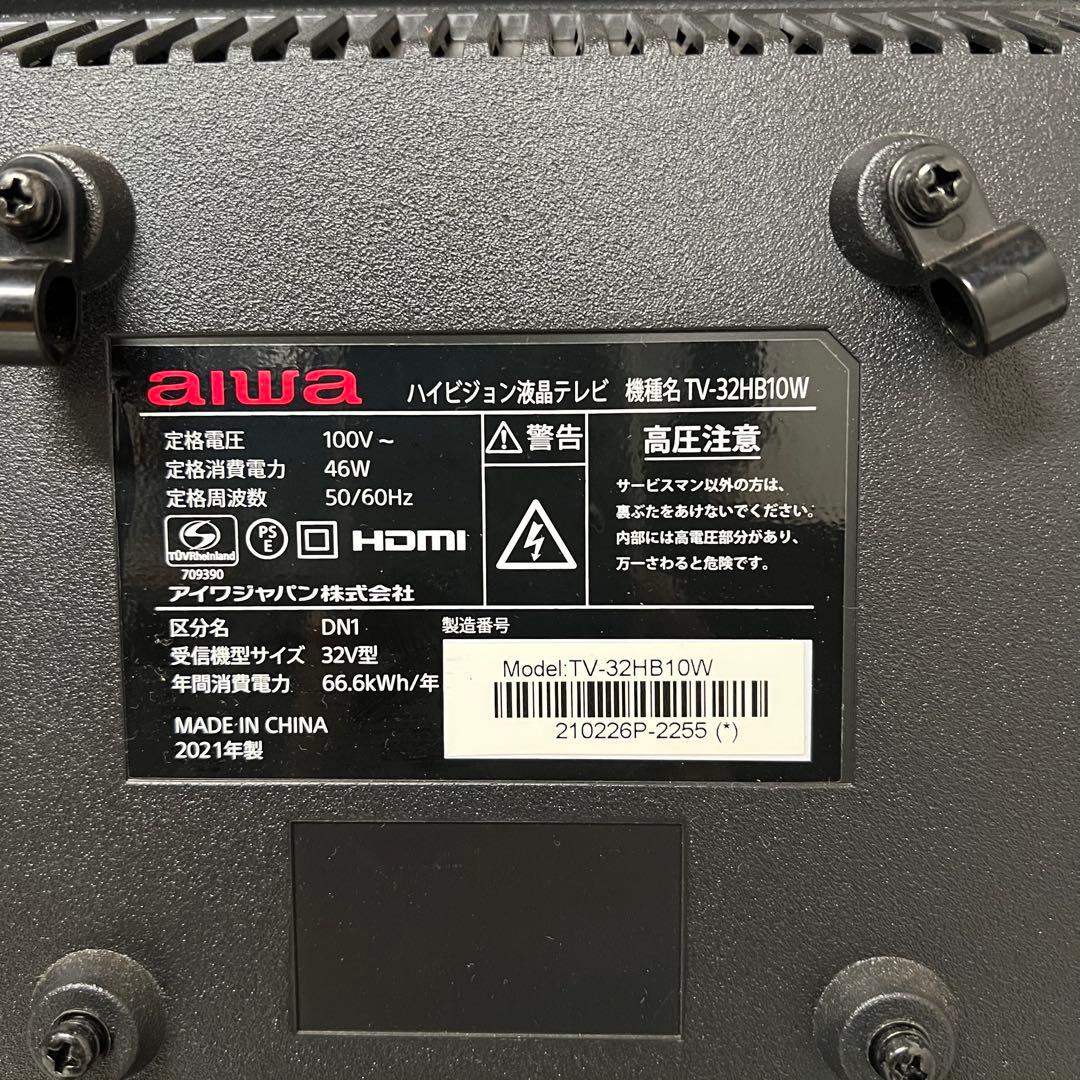 aiwa ハイビジョン液晶テレビ 機種名 TV-32HB10W
定格電圧 100V～
定格消費電力 46W
定格周波数 50/60Hz
TÜVRheinland
709390
PS
E
HDMI
アイワジャパン株式会社
警告
高圧注意
サービスマン以外の方は、
裏ぶたをあけないでください。
内部には高電圧部分があり、
万一さわると危険です。
区分名 DN1
受信機型サイズ 32V型
年間消費電力 66.6kWh/年
MADE IN CHINA
2021年製
製造番号
Model:TV-32HB10W
210226P-2255 (*)